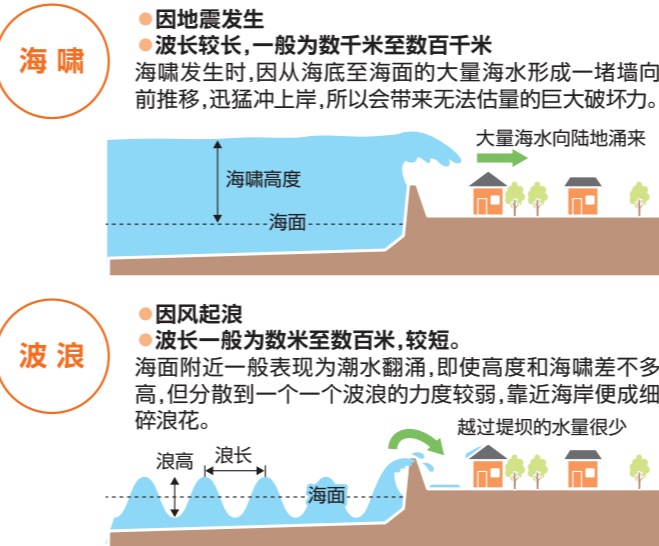 海啸
●因地震发生
●波长较长，一般为数千米至数百千米
海啸发生时，因从海底至海面的大量海水形成一堵墙向
前推移，迅猛冲上岸，所以会带来无法估量的巨大破坏力。
大量海水向陆地涌来
海啸高度
海面
波浪
●因风起浪
●波长一般为数米至数百米，较短。
海面附近一般表现为潮水翻涌，即使高度和海啸差不多
高，但分散到一个一个波浪的力度较弱，靠近海岸便成细
碎浪花。
越过堤坝的水量很少
浪高
浪长
海面